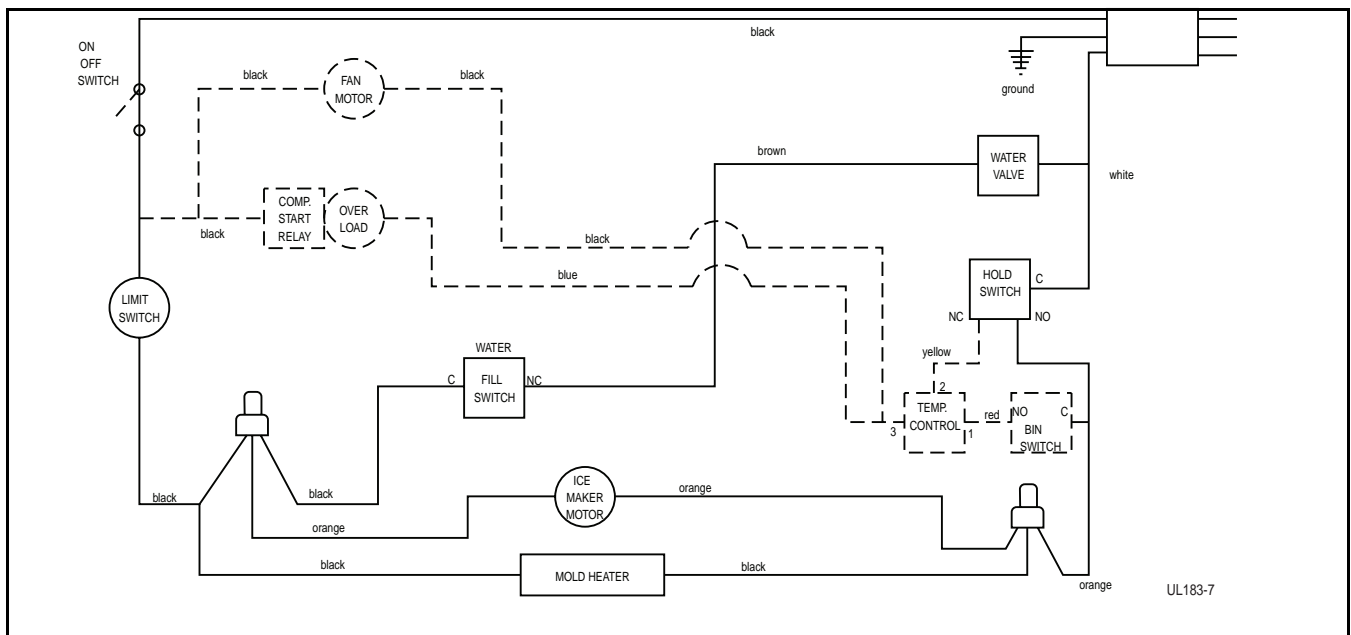 black
ON
OFF
SWITCH
ground
black
FAN
MOTOR
black
brown
WATER
VALVE
white
COMP.
START
RELAY
OVER
LOAD
black
black
blue
HOLD
SWITCH
C
NC
NO
LIMIT
SWITCH
WATER
C
FILL
SWITCH
NC
yellow
2
TEMP.
CONTROL
3
1
red
NO
C
BIN
SWITCH
ICE
MAKER
MOTOR
orange
black
black
orange
black
MOLD HEATER
black
orange
UL183-7